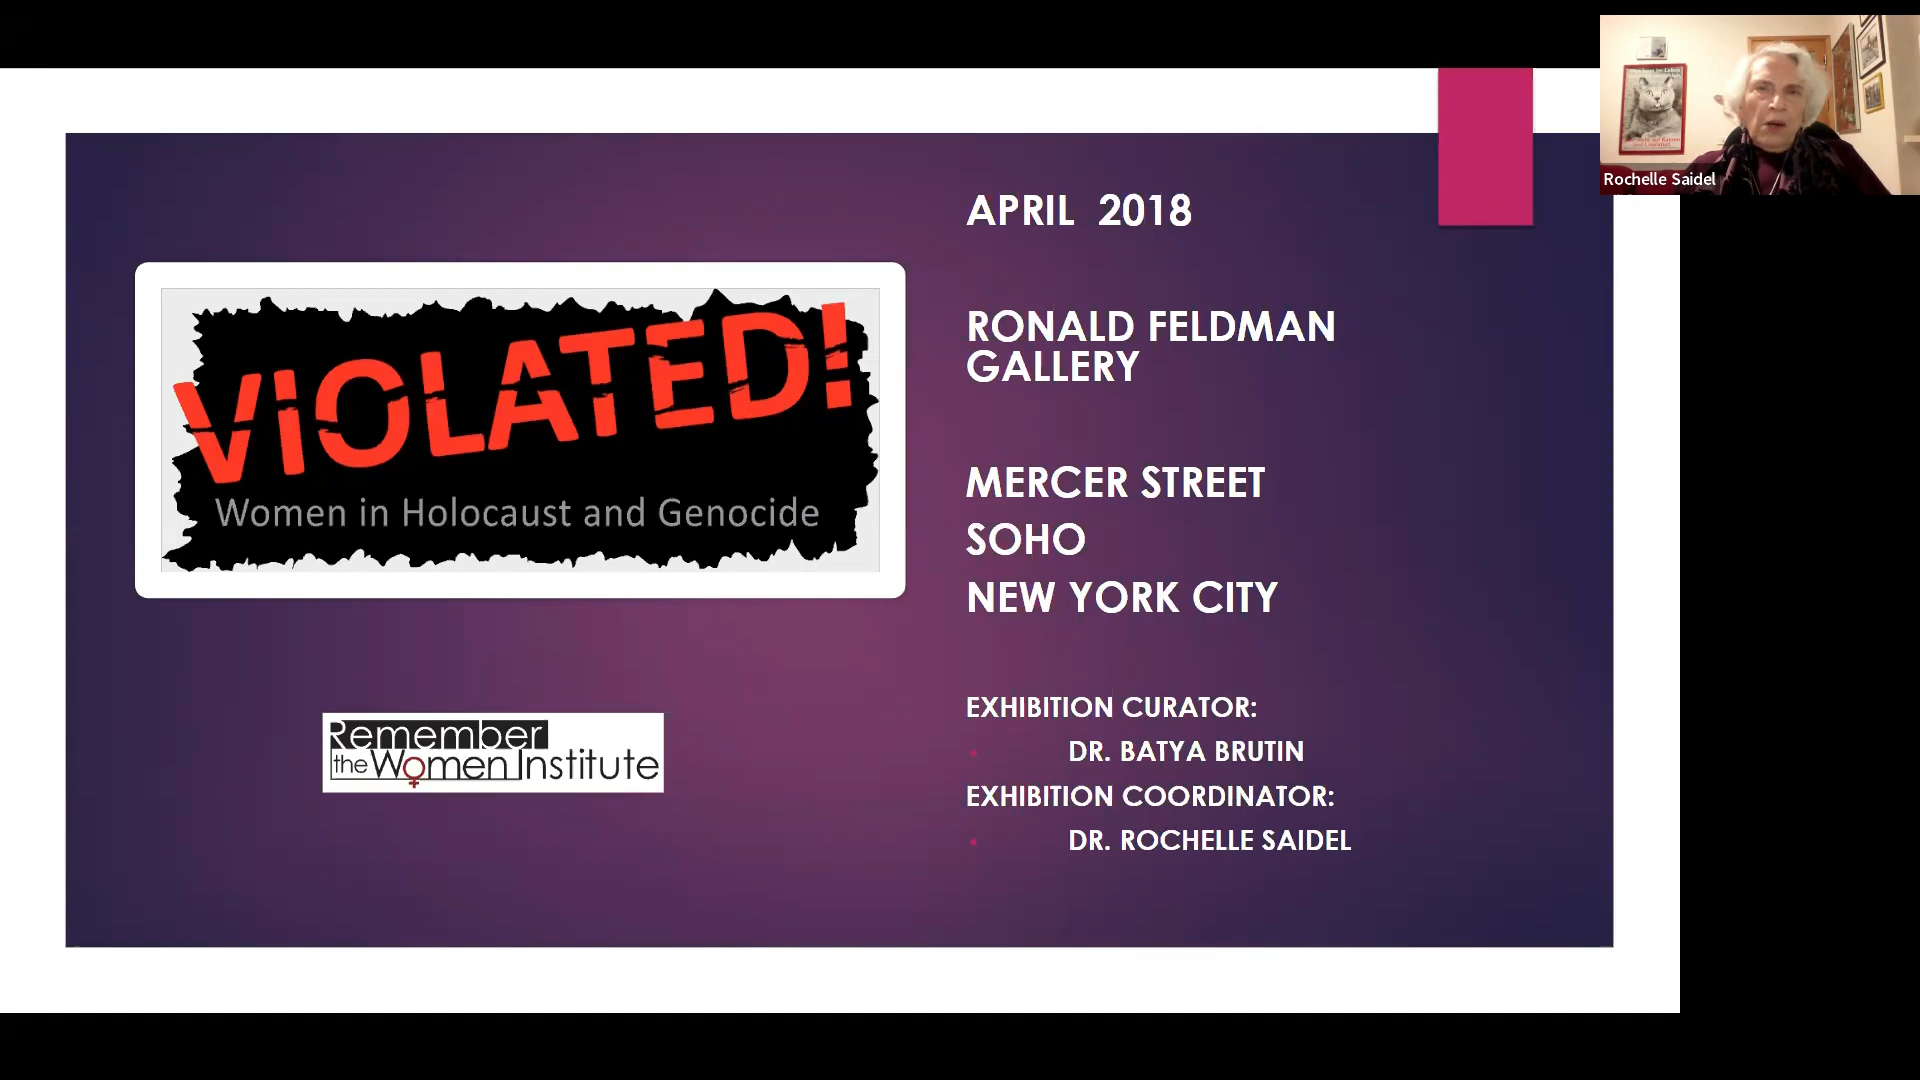 APRIL 2018
RONALD FELDMAN
GALLERY
MERCER STREET
SOHO
NEW YORK CITY
EXHIBITION CURATOR:
DR. BATYA BRUTIN
EXHIBITION COORDINATOR:
DR. ROCHELLE SAIDEL
VIOLATED!
Women in Holocaust and Genocide
Remember
the Women Institute
Rochelle Saidel